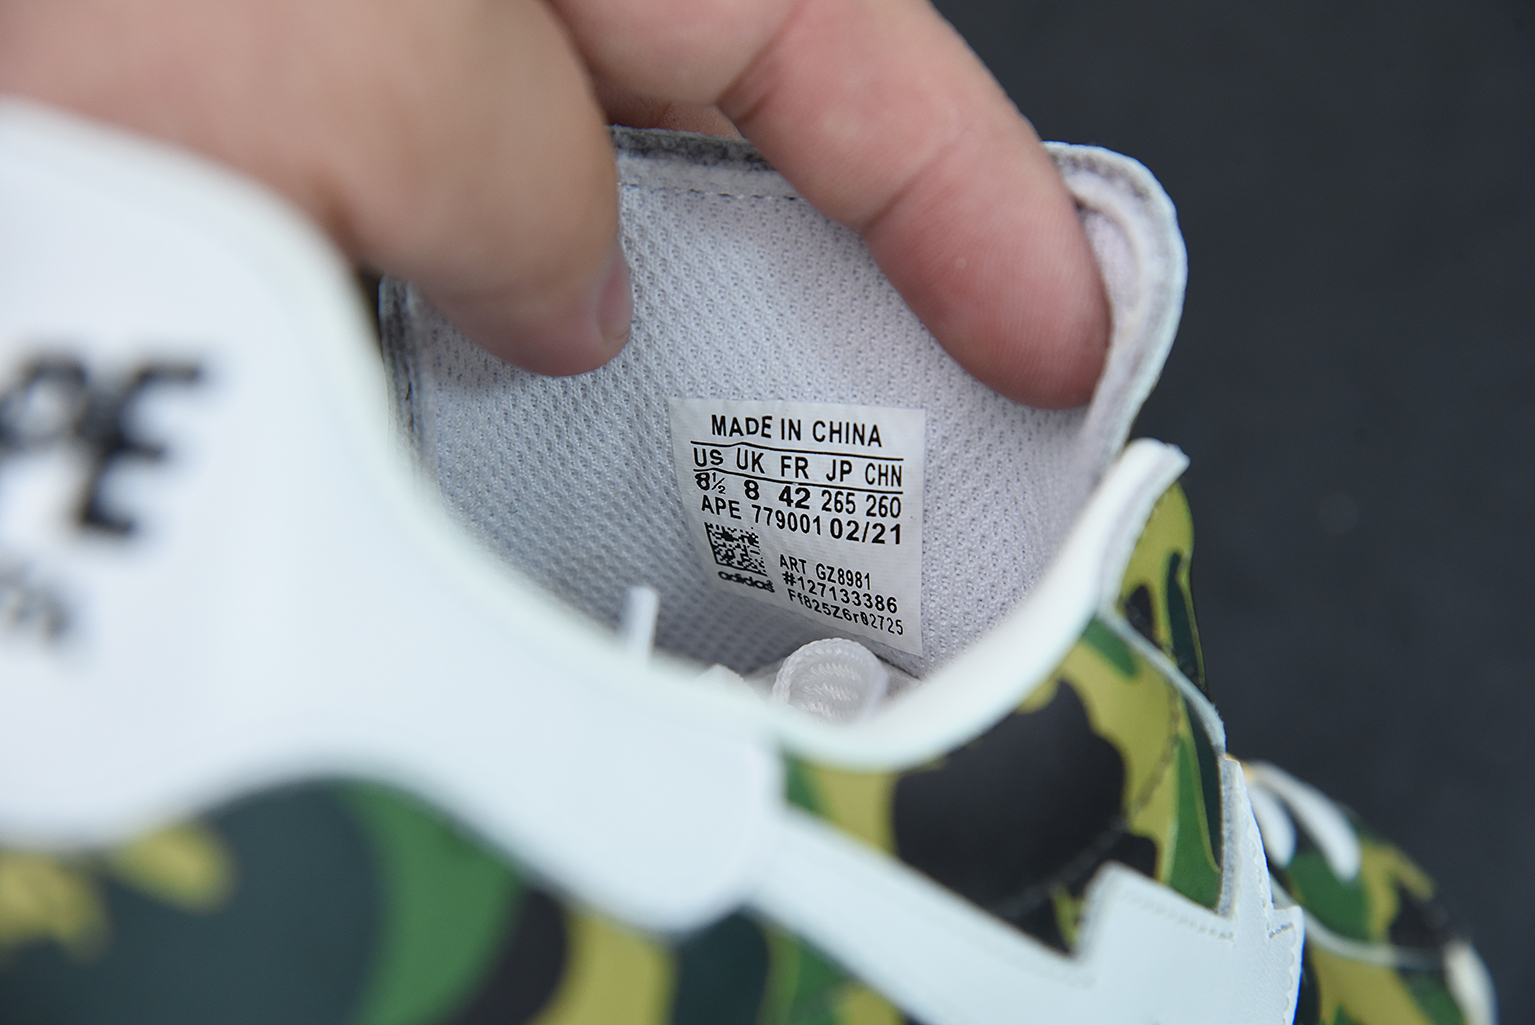 MADE IN CHINA
US UK FR JP CHN
8½ 8 42 265 260
APE 779001 02/21
ART GZ8981
adidas #127133386
Ff825Z6r02725